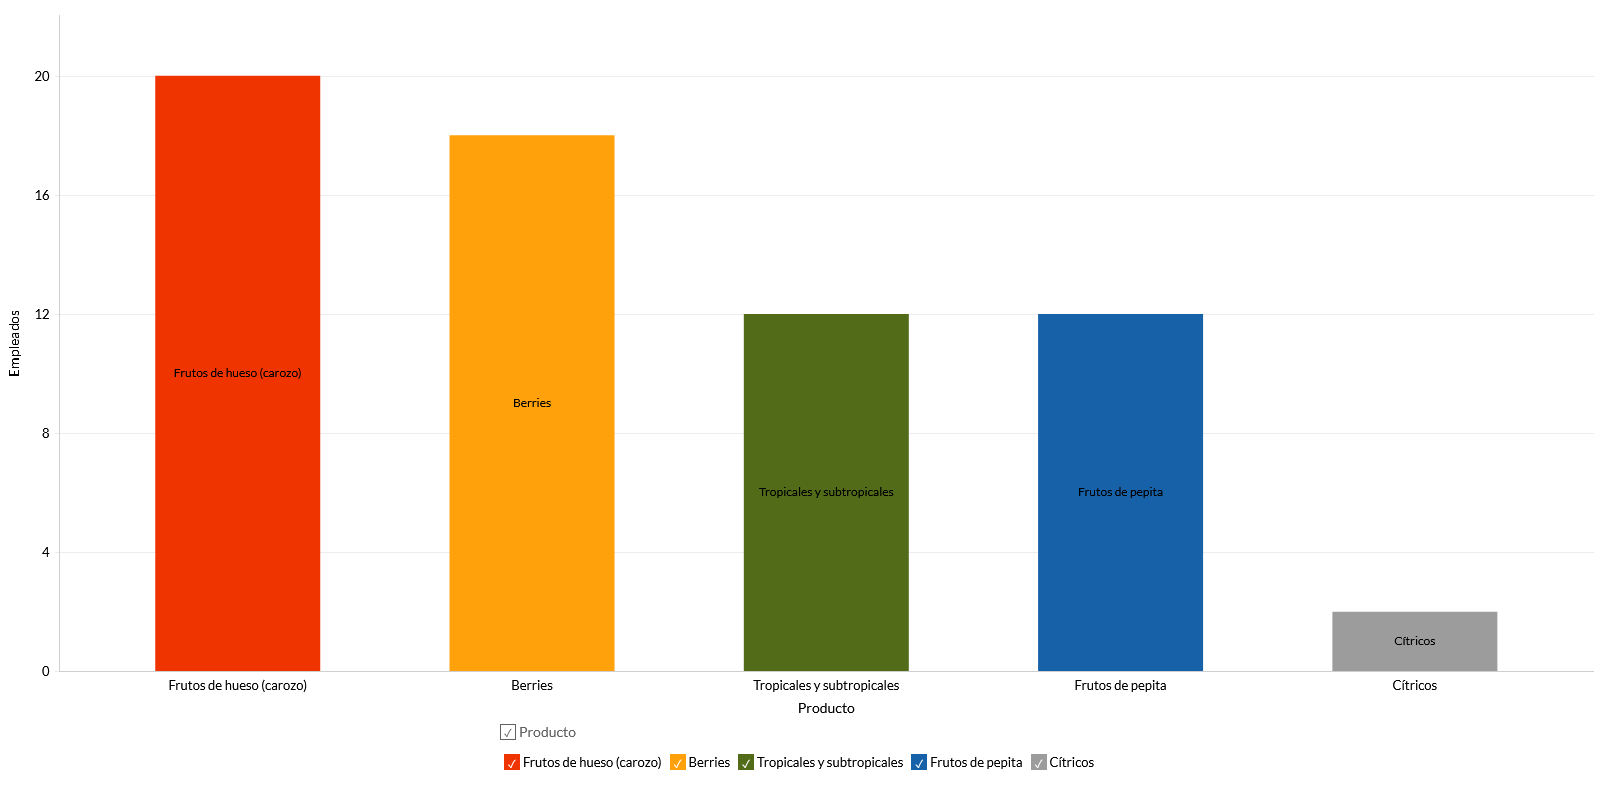 20
16
12
8
4
0
Empleados
Frutos de hueso (carozo)
Berries
Tropicales y subtropicales
Frutos de pepita
Cítricos
Frutos de hueso (carozo) Berries Tropicales y subtropicales Frutos de pepita Cítricos
Producto
Producto
Frutos de hueso (carozo) Berries Tropicales y subtropicales Frutos de pepita Cítricos